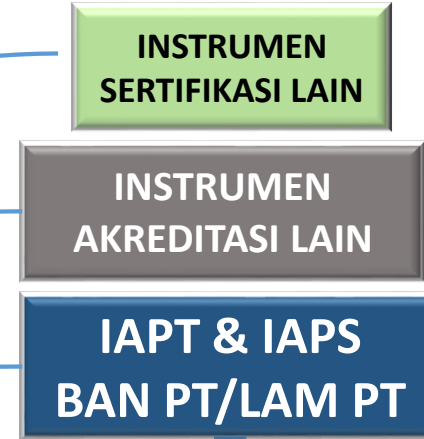 INSTRUMEN
SERTIFIKASI LAIN
INSTRUMEN
AKREDITASI LAIN
IAPT & IAPS
BAN PT/LAM PT